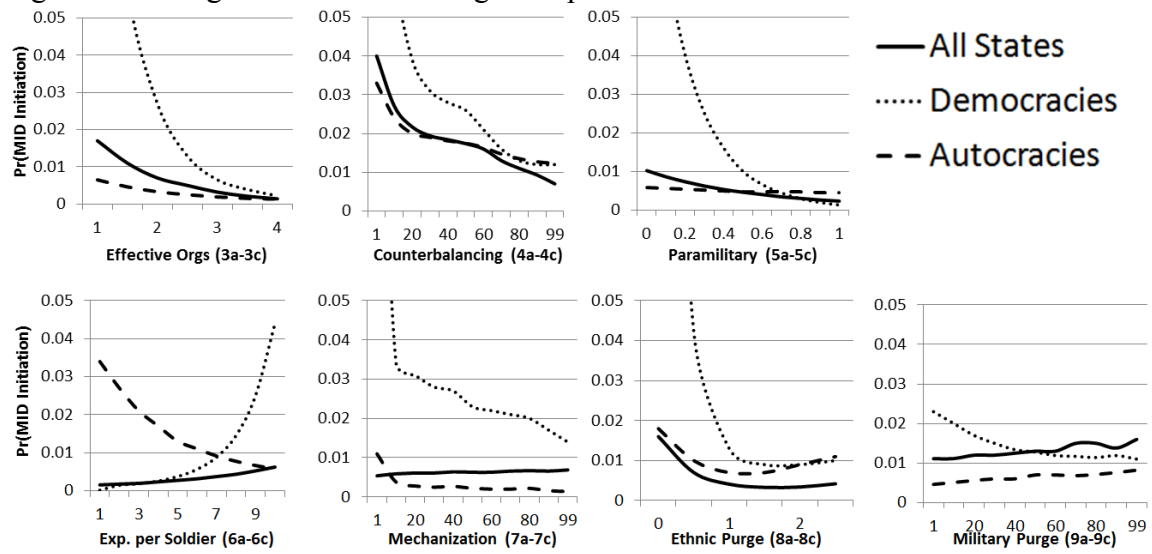 0.05 0.05 0.05
0.04 0.04 0.04
0.03 0.03 0.03
0.02 0.02 0.02
0.01 0.01 0.01
0 0 0
Pr(MID Initiation)
1 2 3 4
Effective Orgs (3a-3c)
1 20 40 60 80 99
Counterbalancing (4a-4c)
0 0.2 0.4 0.6 0.8 1
Paramilitary (5a-5c)
All States
Democracies
Autocracies
0.05 0.05 0.05 0.05
0.04 0.04 0.04 0.04
0.03 0.03 0.03 0.03
0.02 0.02 0.02 0.02
0.01 0.01 0.01 0.01
0 0 0 0
Pr(MID Initiation)
1 3 5 7 9
Exp. per Soldier (6a-6c)
1 20 40 60 80 99
Mechanization (7a-7c)
0 1 2
Ethnic Purge (8a-8c)
1 20 40 60 80 99
Military Purge (9a-9c)